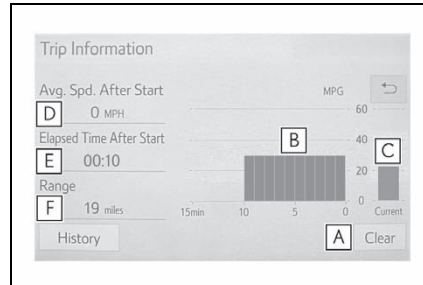 Trip Information
Avg. Spd. After Start
MPG
D
0 MPH
60
Elapsed Time After Start
B
40
C
E
00:10
20
Range
F
19 miles
0
15min
10
5
0
Current
History
A
Clear